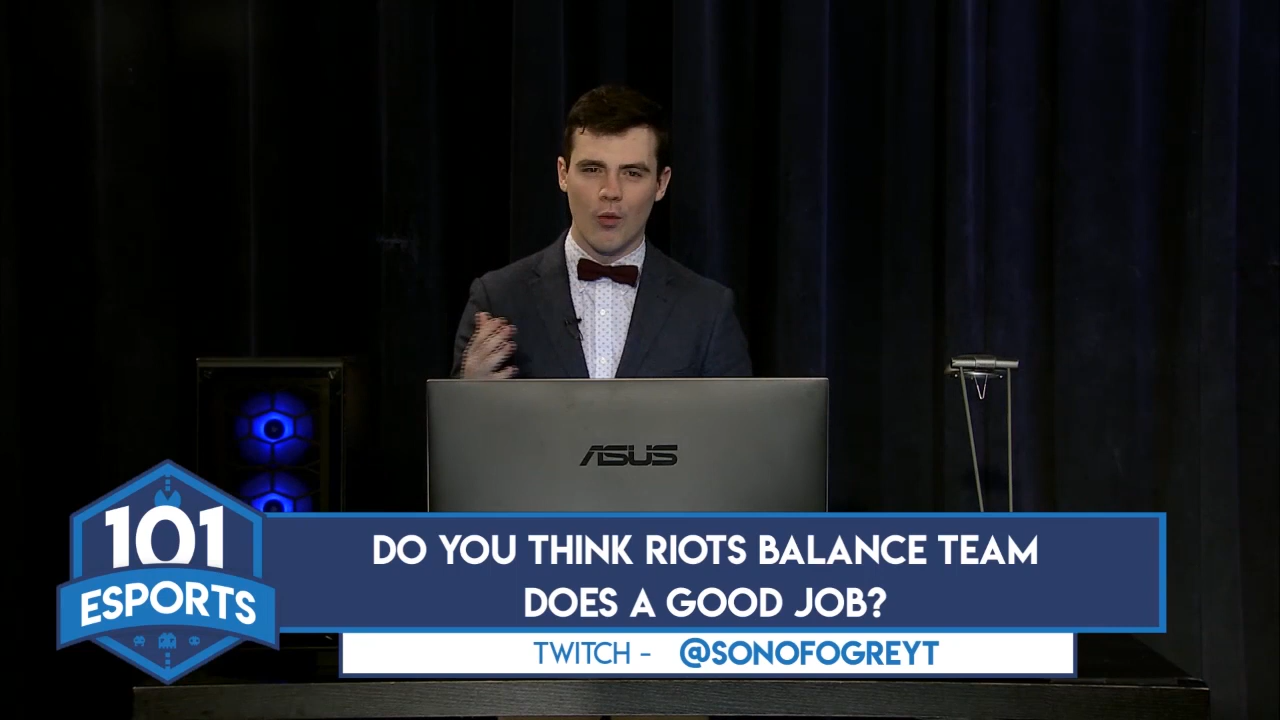 ASUS
101
ESPORTS
DO YOU THINK RIOTS BALANCE TEAM
DOES A GOOD JOB?
TWITCH - @SONOFOGREYT